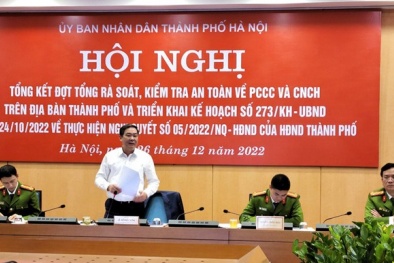 ỦY BAN NHÂN DÂN THÀNH PHỐ HÀ NỘI
HỘI NGHỊ
TỔNG KẾT ĐỢT TỔNG RÀ SOÁT, KIỂM TRA AN TOÀN VỀ PCCC VÀ CNCH
TRÊN ĐỊA BÀN THÀNH PHỐ VÀ TRIỂN KHAI KẾ HOẠCH SỐ 273/KH-UBND
24/10/2022 VỀ THỰC HIỆN NGH QUYẾT SỐ 05/2022/NQ-HĐND CỦA HĐND THÀNH PHỐ
Hà Nội, 06 tháng 12 năm 2022